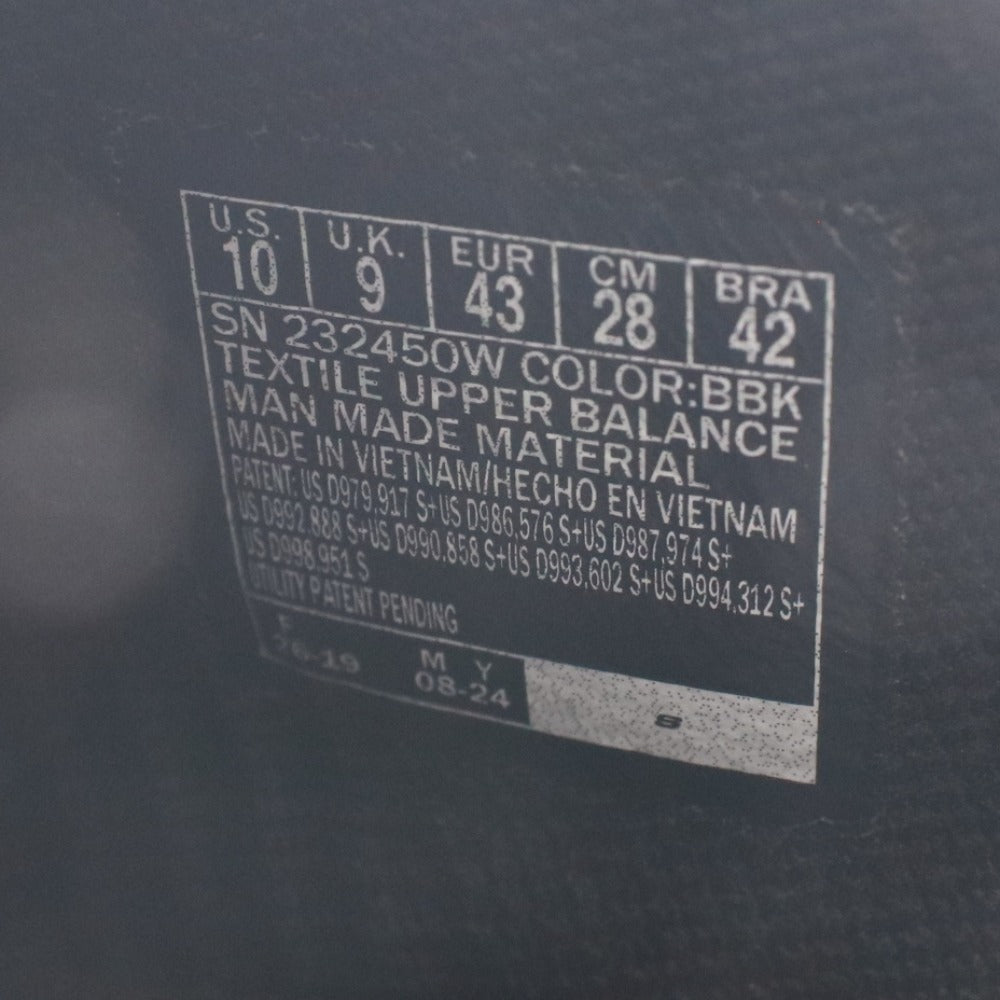 U.S. U.K. EUR CM BRA
10 9 43 28 42
SN 232450W COLOR:BBK
TEXTILE UPPER BALANCE
MAN MADE MATERIAL
MADE IN VIETNAM/HECHO EN VIETNAM
PATENT: US D979,917 S+US D986,576 S+US D987,974 S+
US D992,888 S+US D990,858 S+US D993,602 S+US D994,312 S+
US D998,951 S
UTILITY PATENT PENDING
F M Y
26-19 08-24
S